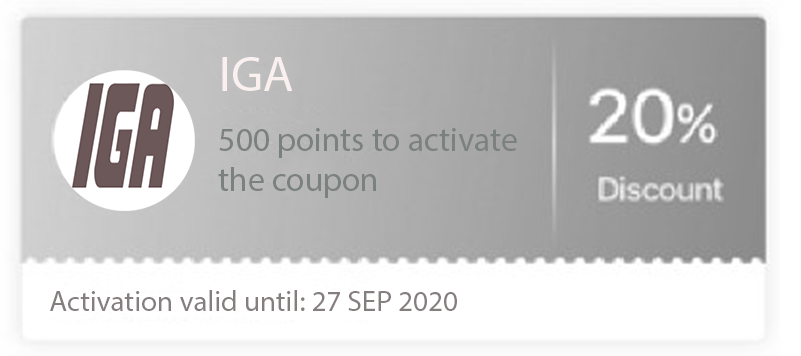 IGA
IGA
500 points to activate
the coupon
20%
Discount
Activation valid until: 27 SEP 2020